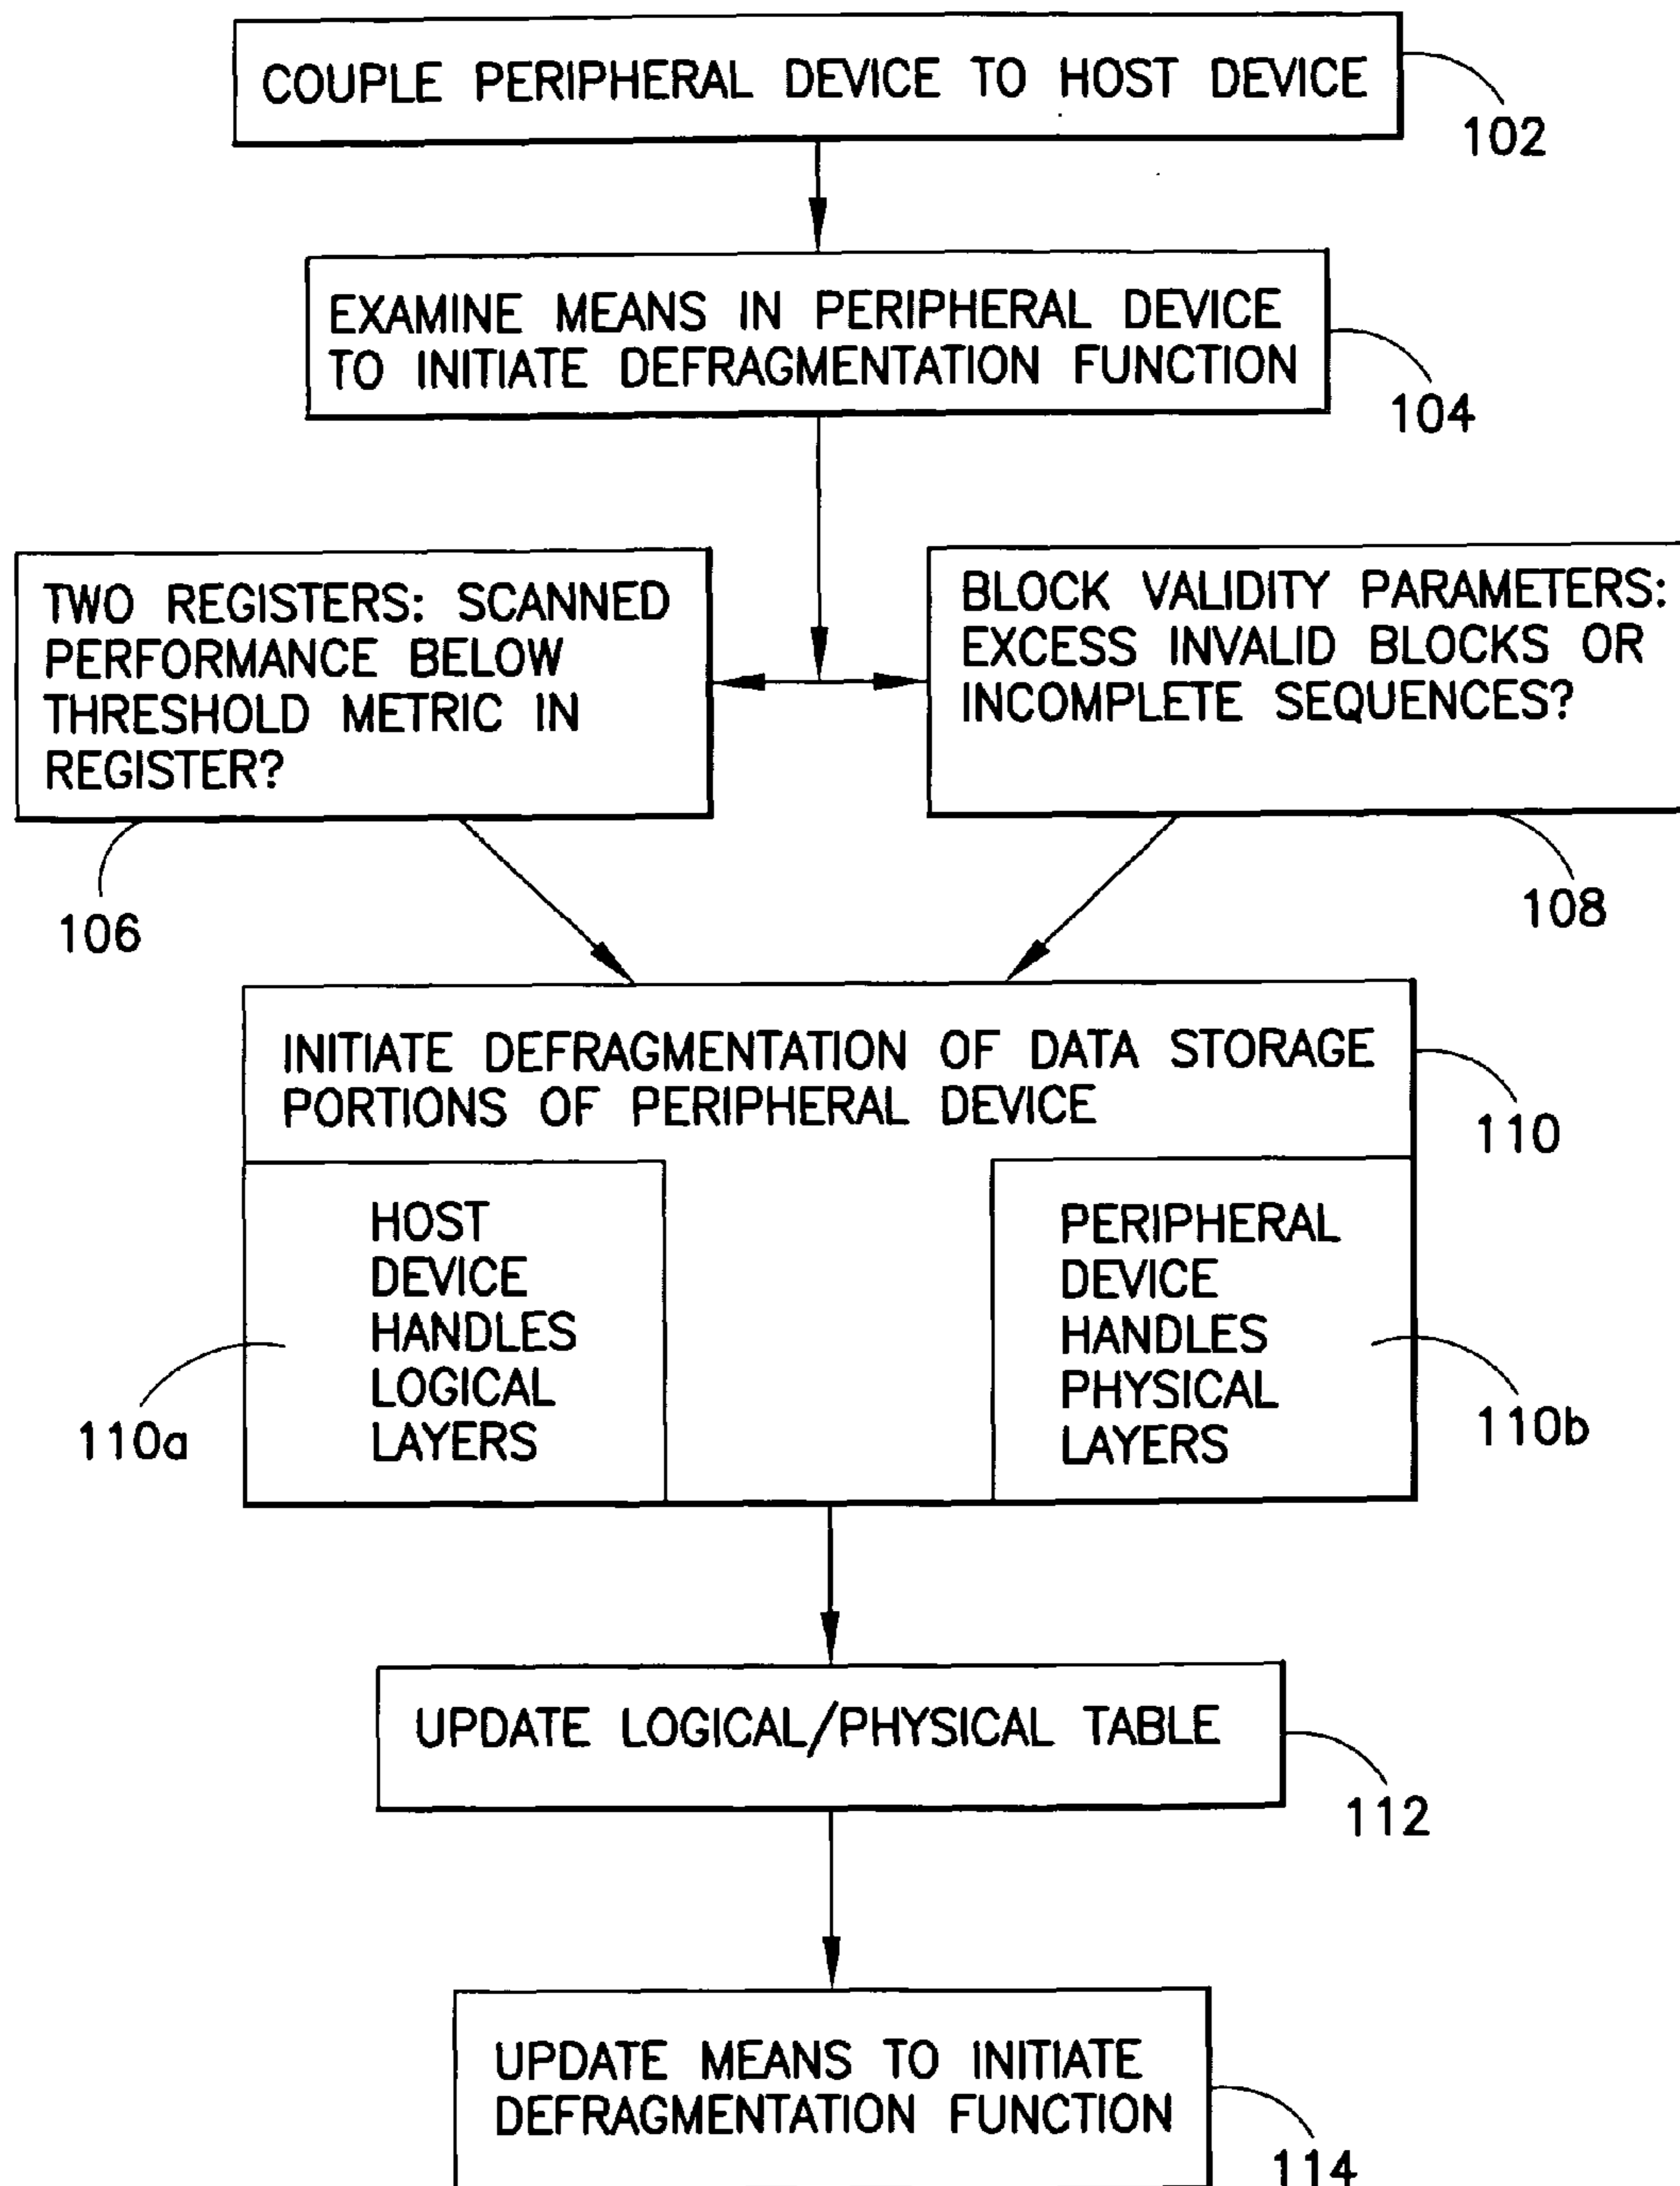 COUPLE PERIPHERAL DEVICE TO HOST DEVICE
102
EXAMINE MEANS IN PERIPHERAL DEVICE
TO INITIATE DEFRAGMENTATION FUNCTION
104
TWO REGISTERS: SCANNED
PERFORMANCE BELOW
THRESHOLD METRIC IN
REGISTER?
106
BLOCK VALIDITY PARAMETERS:
EXCESS INVALID BLOCKS OR
INCOMPLETE SEQUENCES?
108
INITIATE DEFRAGMENTATION OF DATA STORAGE
PORTIONS OF PERIPHERAL DEVICE
110
HOST
DEVICE
HANDLES
LOGICAL
LAYERS
110a
PERIPHERAL
DEVICE
HANDLES
PHYSICAL
LAYERS
110b
UPDATE LOGICAL/PHYSICAL TABLE
112
UPDATE MEANS TO INITIATE
DEFRAGMENTATION FUNCTION
114